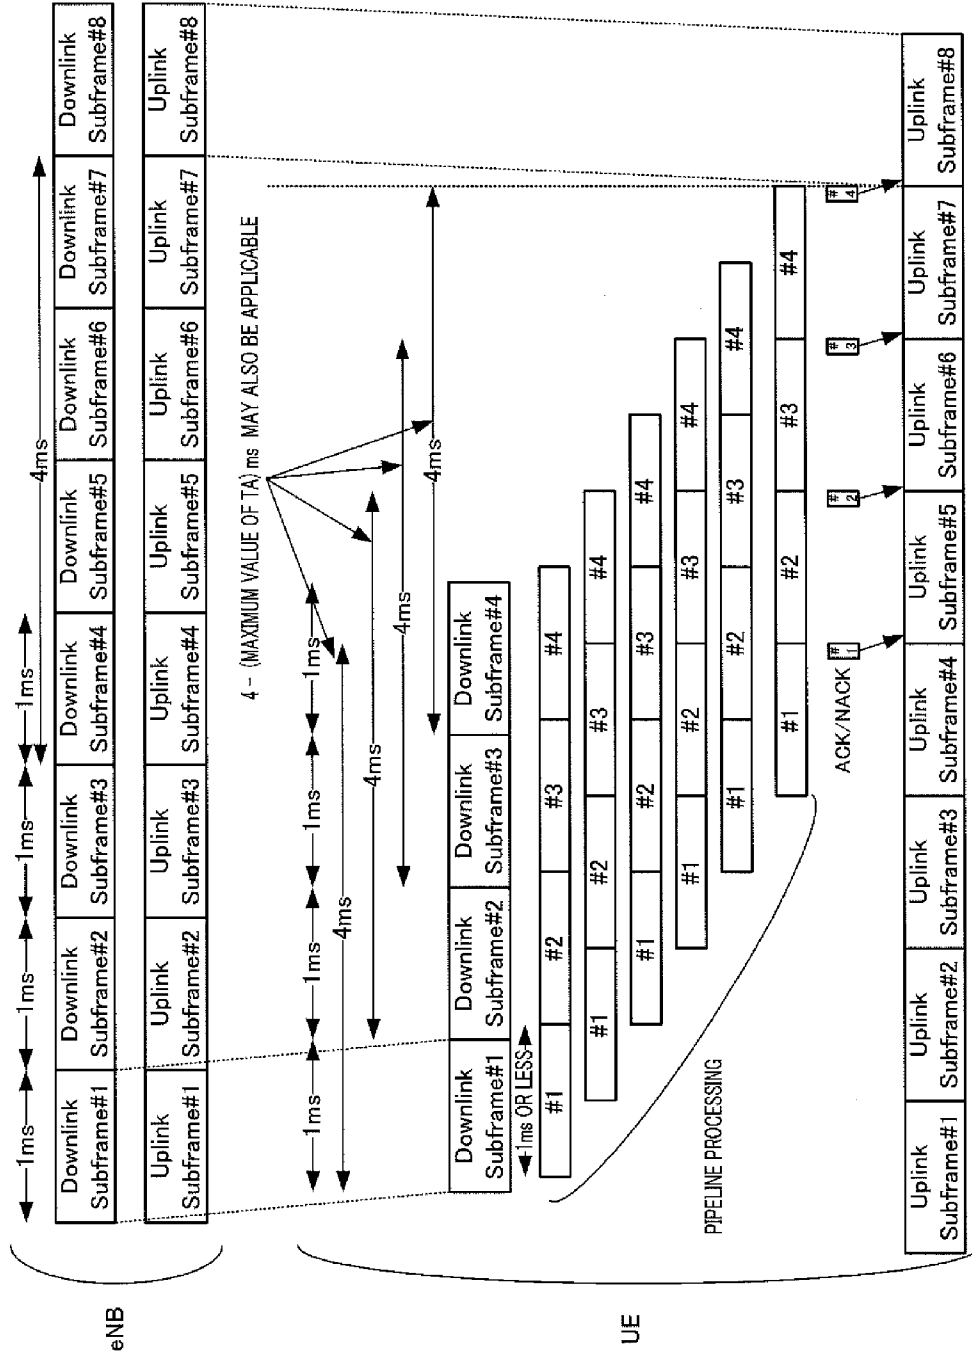 eNB
1ms
1ms
1ms
1ms
4ms
Downlink
Subframe#1
Downlink
Subframe#2
Downlink
Subframe#3
Downlink
Subframe#4
Downlink
Subframe#5
Downlink
Subframe#6
Downlink
Subframe#7
Downlink
Subframe#8
Uplink
Subframe#1
Uplink
Subframe#2
Uplink
Subframe#3
Uplink
Subframe#4
Uplink
Subframe#5
Uplink
Subframe#6
Uplink
Subframe#7
Uplink
Subframe#8
4 - (MAXIMUM VALUE OF TA) ms MAY ALSO BE APPLICABLE
UE
1ms
1ms
1ms
1ms
4ms
4ms
4ms
4ms
Downlink
Subframe#1
Downlink
Subframe#2
Downlink
Subframe#3
Downlink
Subframe#4
1ms OR LESS
#1
#2
#3
#4
#1
#2
#3
#4
#1
#2
#3
#4
#1
#2
#3
#4
#1
#2
#3
#4
#1
#2
#3
#4
PIPELINE PROCESSING
ACK/NACK
#1
#2
#3
#4
Uplink
Subframe#1
Uplink
Subframe#2
Uplink
Subframe#3
Uplink
Subframe#4
Uplink
Subframe#5
Uplink
Subframe#6
Uplink
Subframe#7
Uplink
Subframe#8